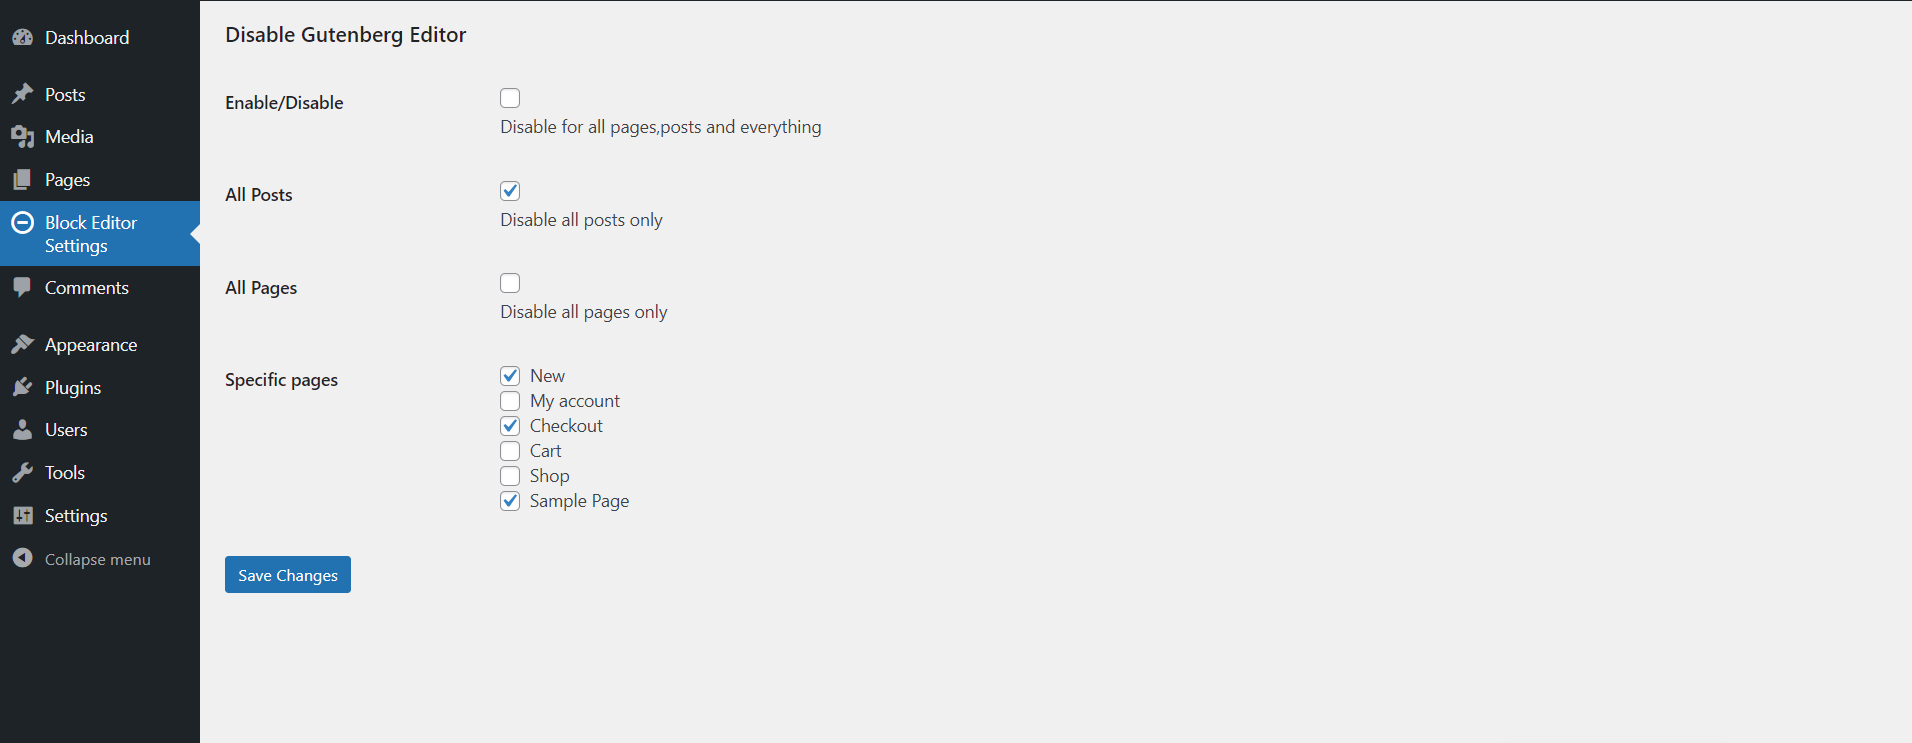 Dashboard
Posts
Media
Pages
Block Editor
Settings
Comments
Appearance
Plugins
Users
Tools
Settings
Collapse menu
Disable Gutenberg Editor
Enable/Disable
Disable for all pages,posts and everything
All Posts
Disable all posts only
All Pages
Disable all pages only
Specific pages
New
My account
Checkout
Cart
Shop
Sample Page
Save Changes